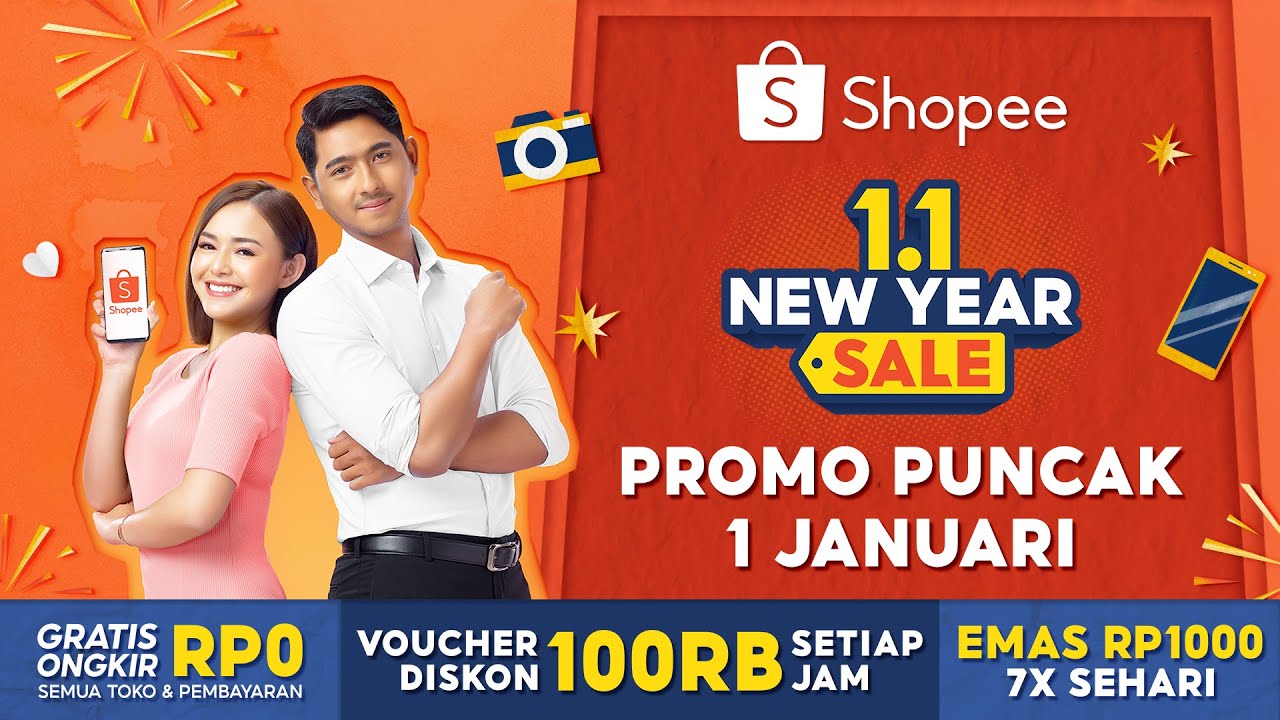 S
Shopee
S
Shopee
1.1
NEW YEAR
SALE
PROMO PUNCAK
1 JANUARI
GRATIS
ONGKIR
RP0
SEMUA TOKO & PEMBAYARAN
VOUCHER
DISKON
100RB
SETIAP
JAM
EMAS RP1000
7X SEHARI